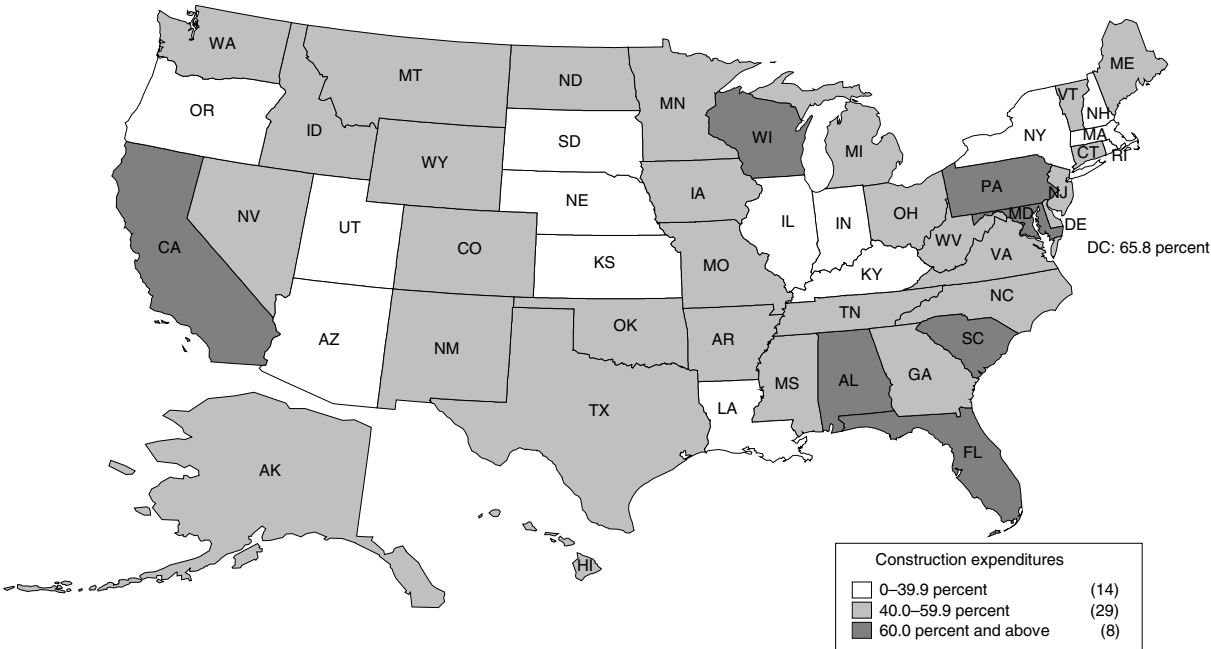 WA
MT
ND
MN
ME
VT
NH
OR
ID
SD
WI
NY
MA
WY
MI
CT
RI
IA
PA
NJ
NE
NV
OH
MD
UT
IL
IN
DE
CA
CO
WV
DC: 65.8 percent
VA
KS
MO
KY
NC
TN
OK
AZ
AR
SC
NM
GA
MS
AL
LA
TX
FL
AK
HI
Construction expenditures
0–39.9 percent (14)
40.0–59.9 percent (29)
60.0 percent and above (8)